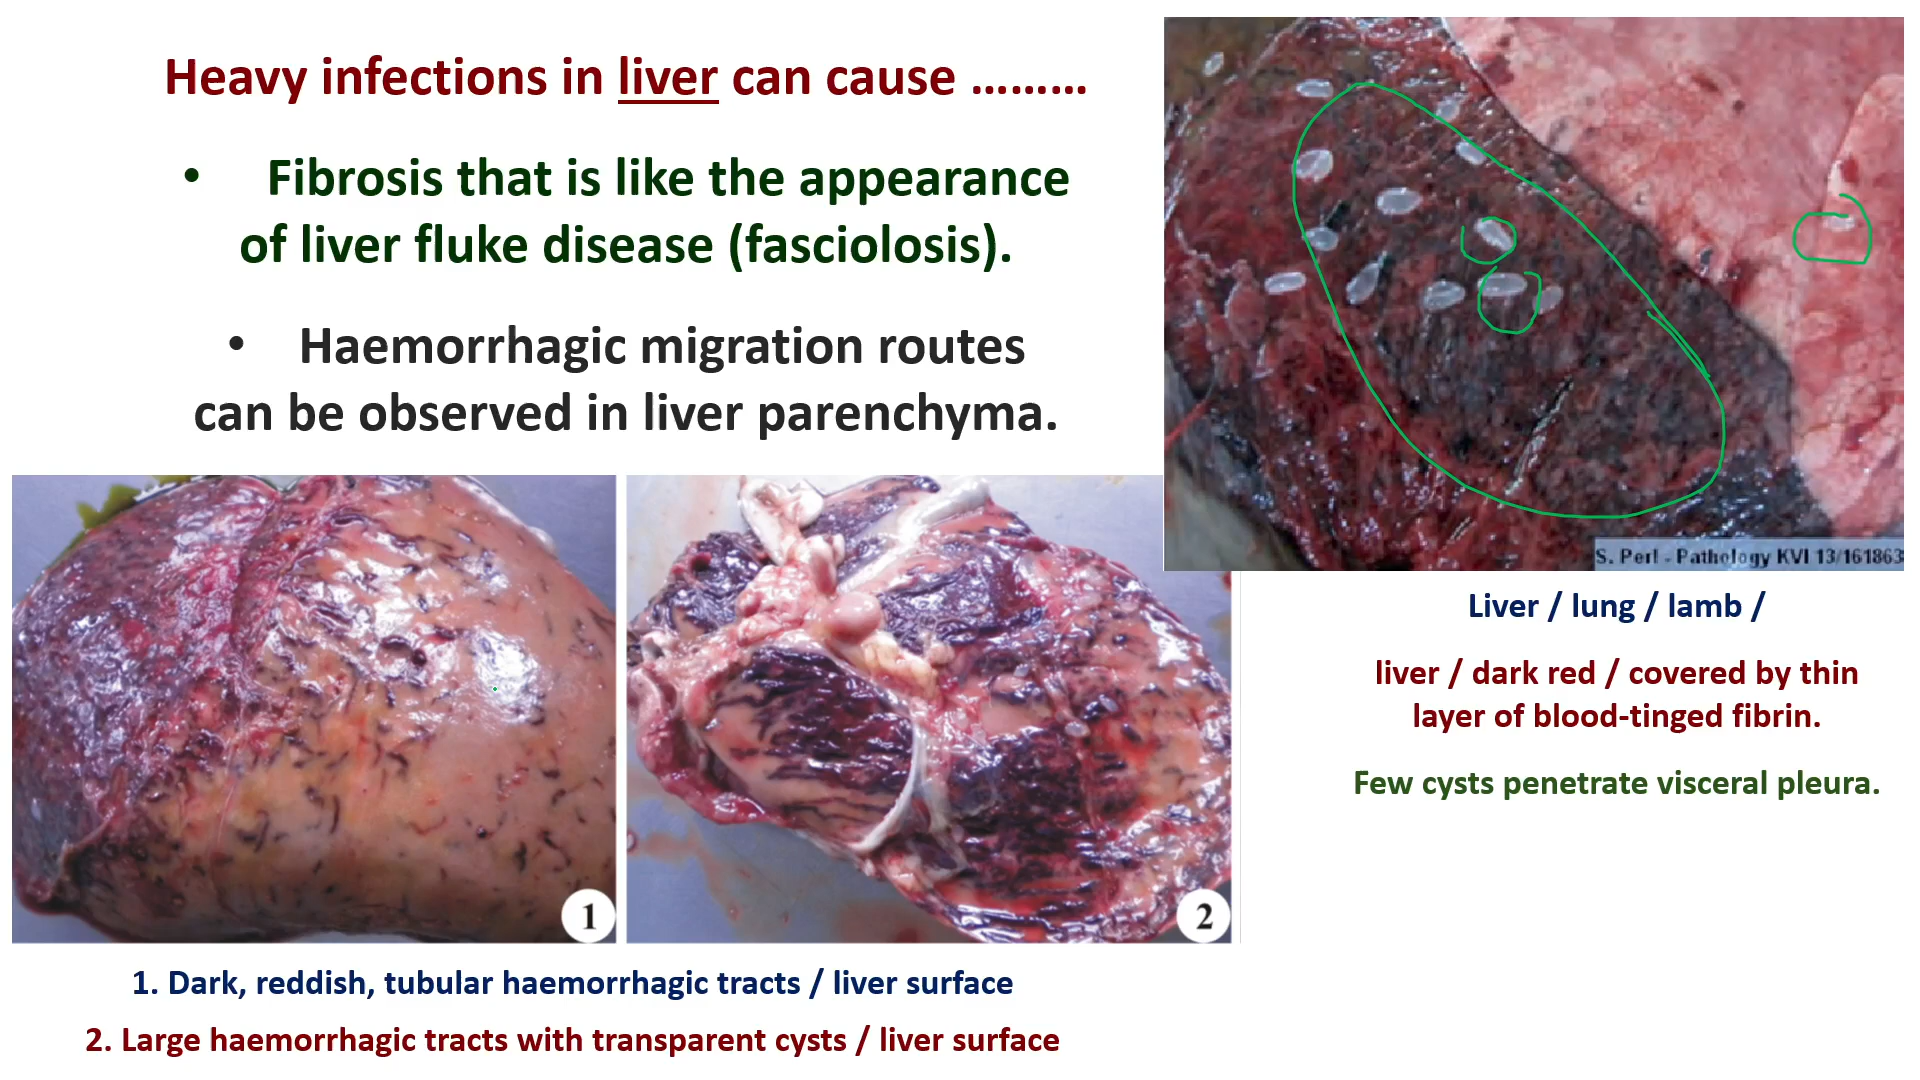 Heavy infections in liver can cause ………
• Fibrosis that is like the appearance
of liver fluke disease (fasciolosis).
• Haemorrhagic migration routes
can be observed in liver parenchyma.
S. Perl - Pathology KVI 13/161863
Liver / lung / lamb /
liver / dark red / covered by thin
layer of blood-tinged fibrin.
Few cysts penetrate visceral pleura.
1
2
1. Dark, reddish, tubular haemorrhagic tracts / liver surface
2. Large haemorrhagic tracts with transparent cysts / liver surface